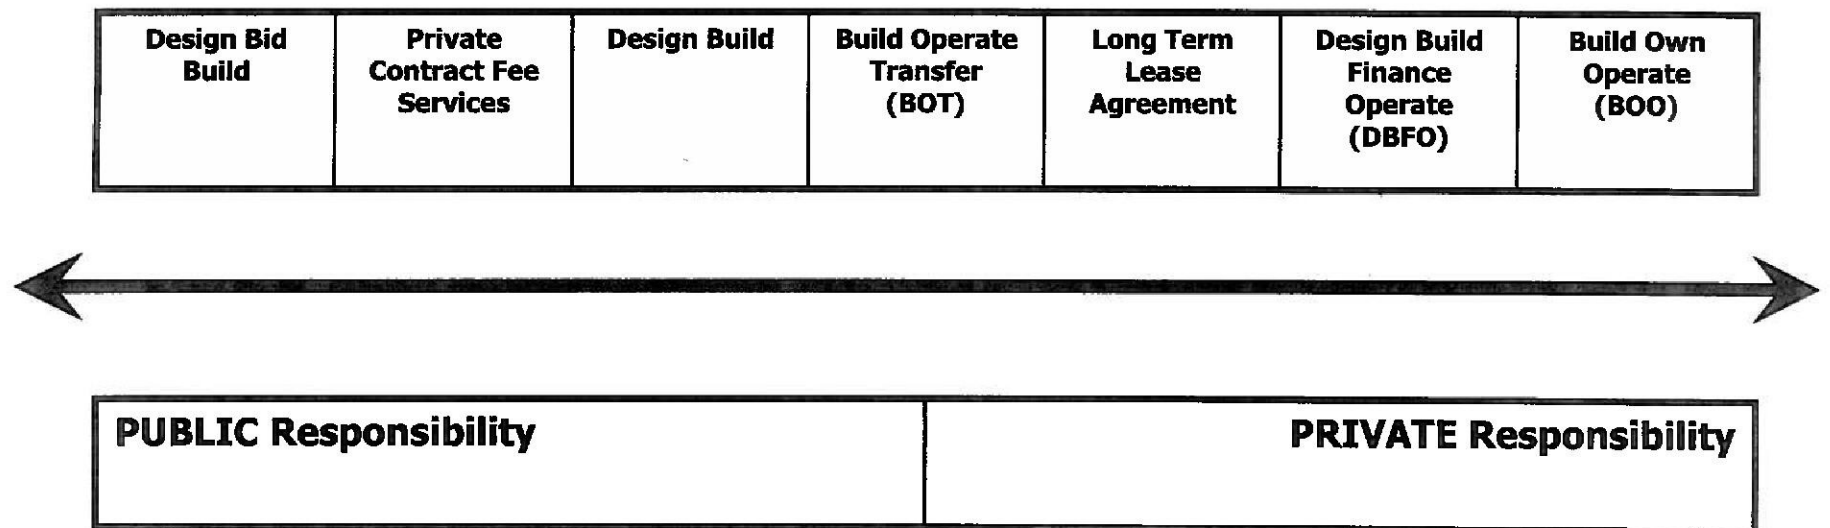 Design Bid
Build
Private
Contract Fee
Services
Design Build
Build Operate
Transfer
(BOT)
Long Term
Lease
Agreement
Design Build
Finance
Operate
(DBFO)
Build Own
Operate
(BOO)
PUBLIC Responsibility
PRIVATE Responsibility